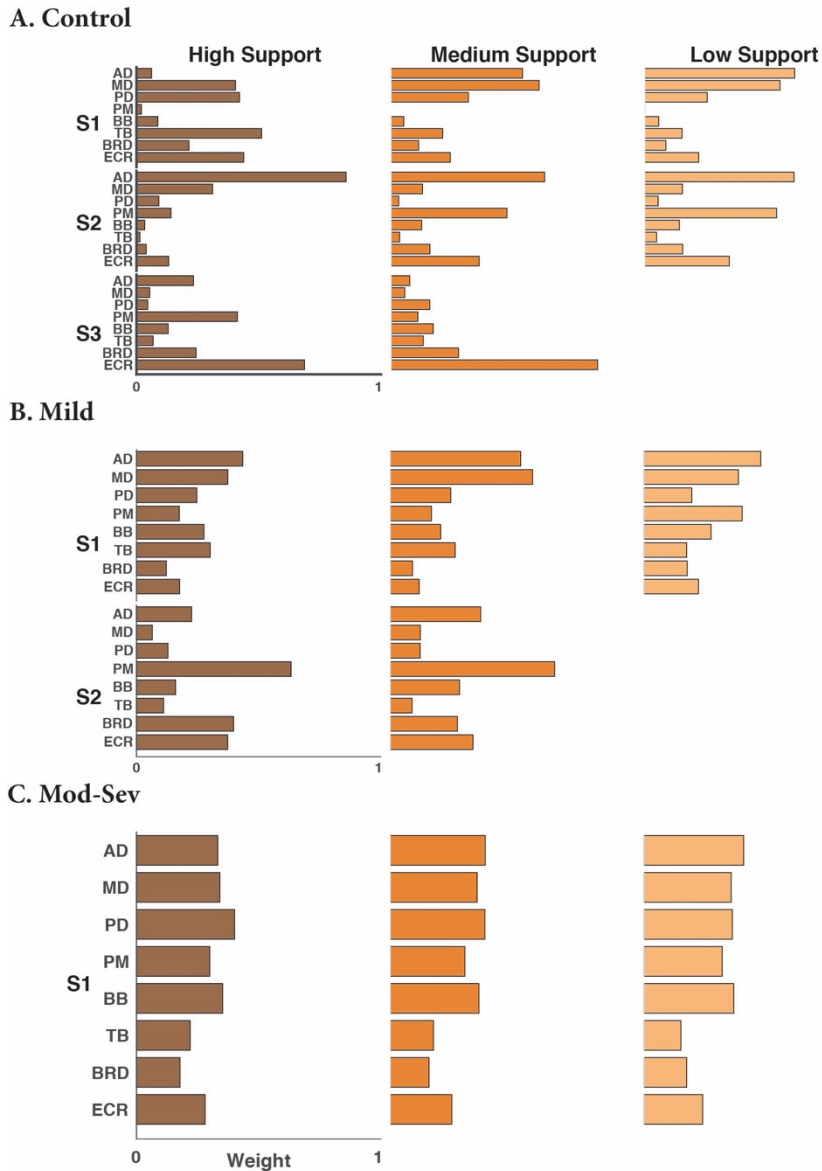 A. Control
High Support Medium Support Low Support
S1
AD
MD
PD
PM
BB
TB
BRD
ECR
S2
AD
MD
PD
PM
BB
TB
BRD
ECR
S3
AD
MD
PD
PM
BB
TB
BRD
ECR
0 1
B. Mild
S1
AD
MD
PD
PM
BB
TB
BRD
ECR
S2
AD
MD
PD
PM
BB
TB
BRD
ECR
0 1
C. Mod-Sev
S1
AD
MD
PD
PM
BB
TB
BRD
ECR
0 Weight 1